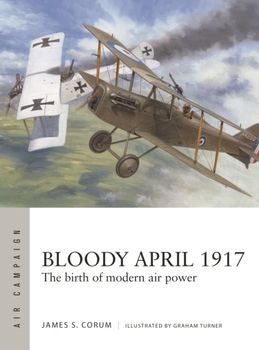 BLOODY APRIL 1917
The birth of modern air power
JAMES S. CORUM | ILLUSTRATED BY GRAHAM TURNER
AIR CAMPAIGN